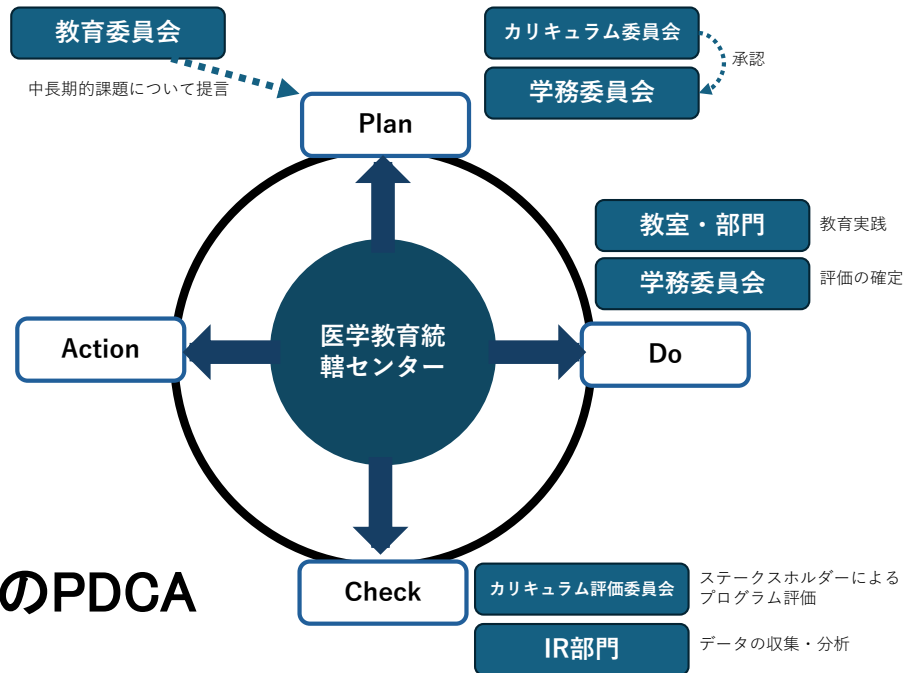 教育委員会
中長期的課題について提言
カリキュラム委員会
承認
学務委員会
Plan
教室・部門
教育実践
学務委員会
評価の確定
医学教育統
轄センター
Action
Do
のPDCA
Check
カリキュラム評価委員会
ステークスホルダーによる
プログラム評価
IR部門
データの収集・分析